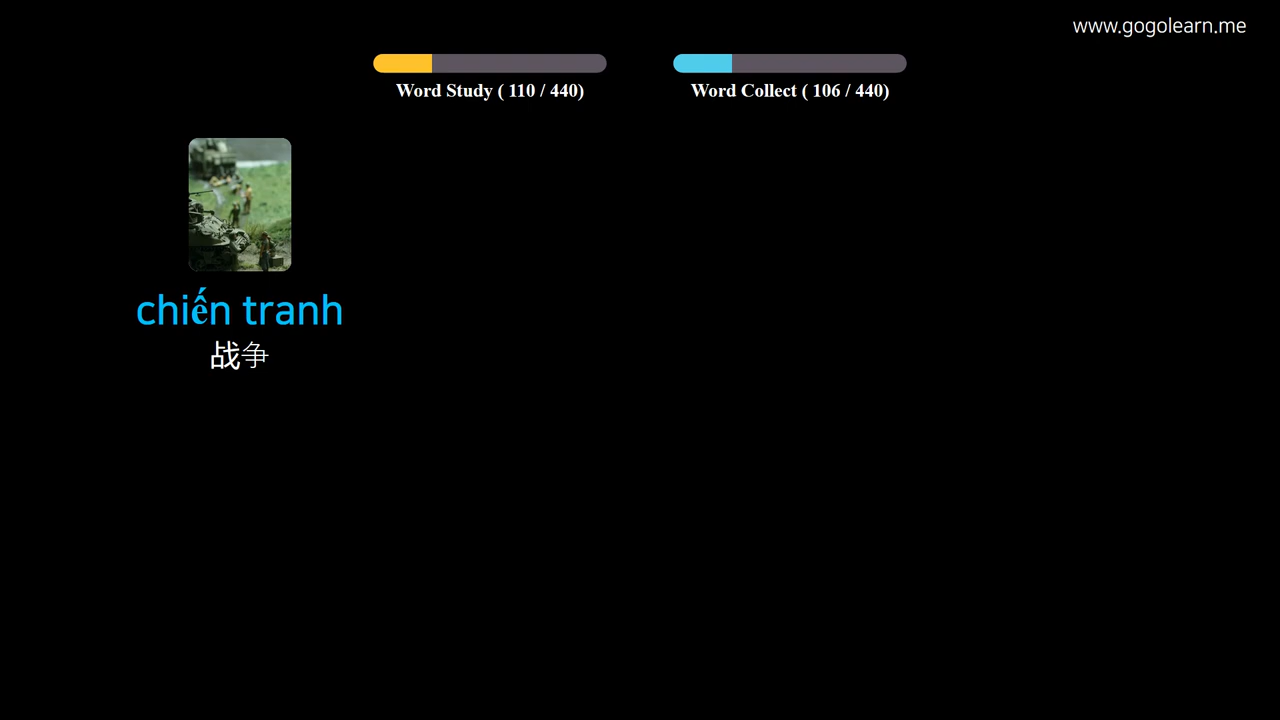 www.gogolearn.me
Word Study ( 110 / 440)
Word Collect ( 106 / 440)
chiến tranh
战争